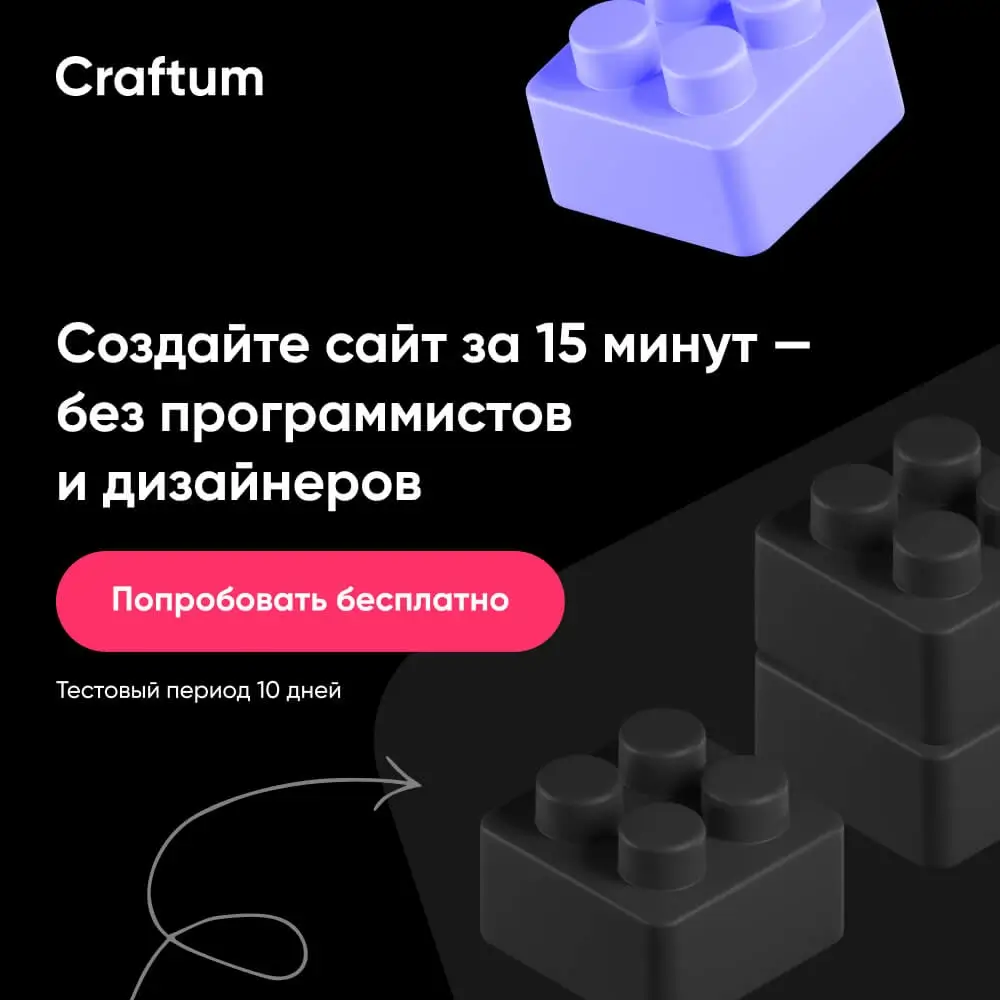 Craftum
Создайте сайт за 15 минут —
без программистов
и дизайнеров
Попробовать бесплатно
Тестовый период 10 дней